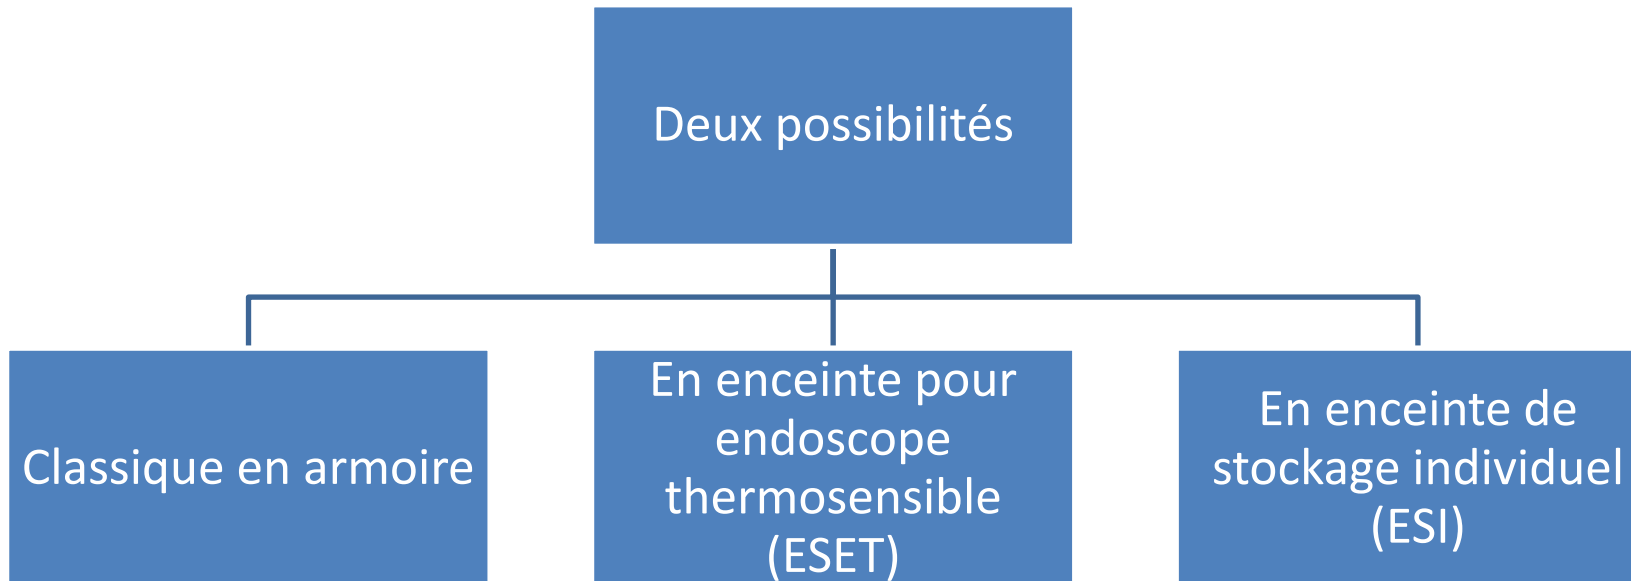 Deux possibilités
Classique en armoire
En enceinte pour
endoscope
thermosensible
(ESET)
En enceinte de
stockage individuel
(ESI)